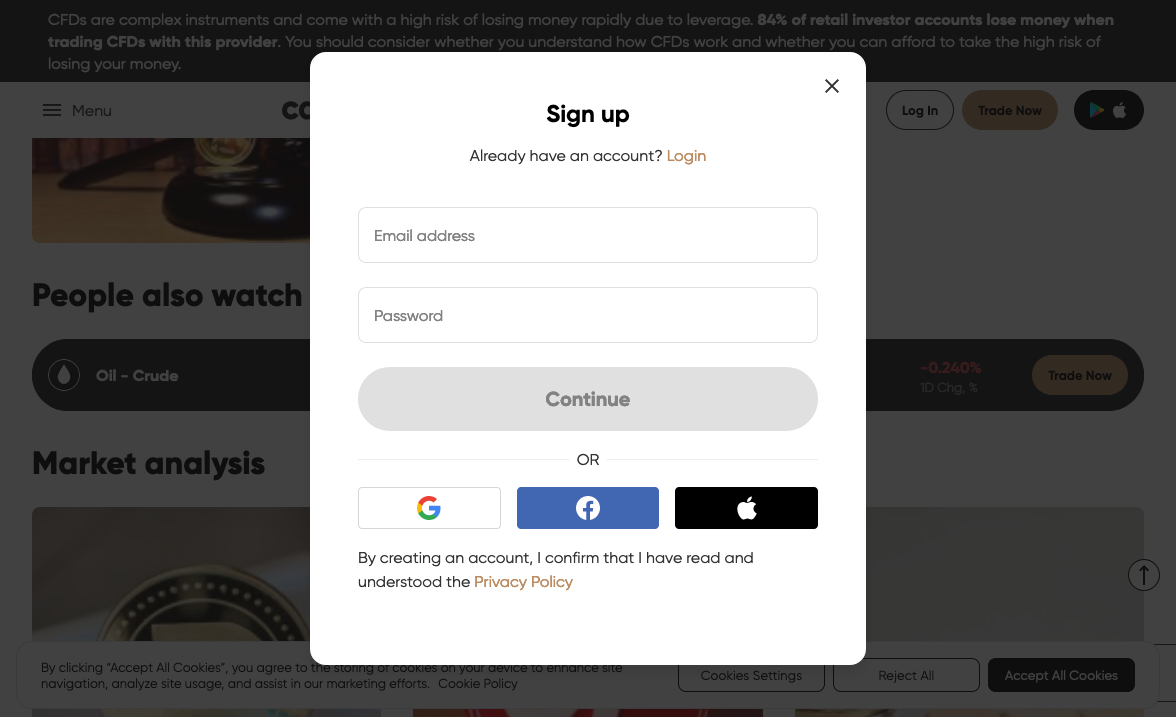 CFDs are complex instruments and come with a high risk of losing money rapidly due to leverage. 84% of retail investor accounts lose money when
trading CFDs with this provider. You should consider whether you understand how CFDs work and whether you can afford to take the high risk of
losing your money.
Menu
Log In
Trade Now
Sign up
Already have an account? Login
Email address
Password
Continue
OR
By creating an account, I confirm that I have read and
understood the Privacy Policy
People also watch
Oil - Crude
-0.240%
1D Chg, %
Trade Now
Market analysis
By clicking “Accept All Cookies”, you agree to the storing of cookies on your device to enhance site
navigation, analyze site usage, and assist in our marketing efforts. Cookie Policy
Cookies Settings
Reject All
Accept All Cookies